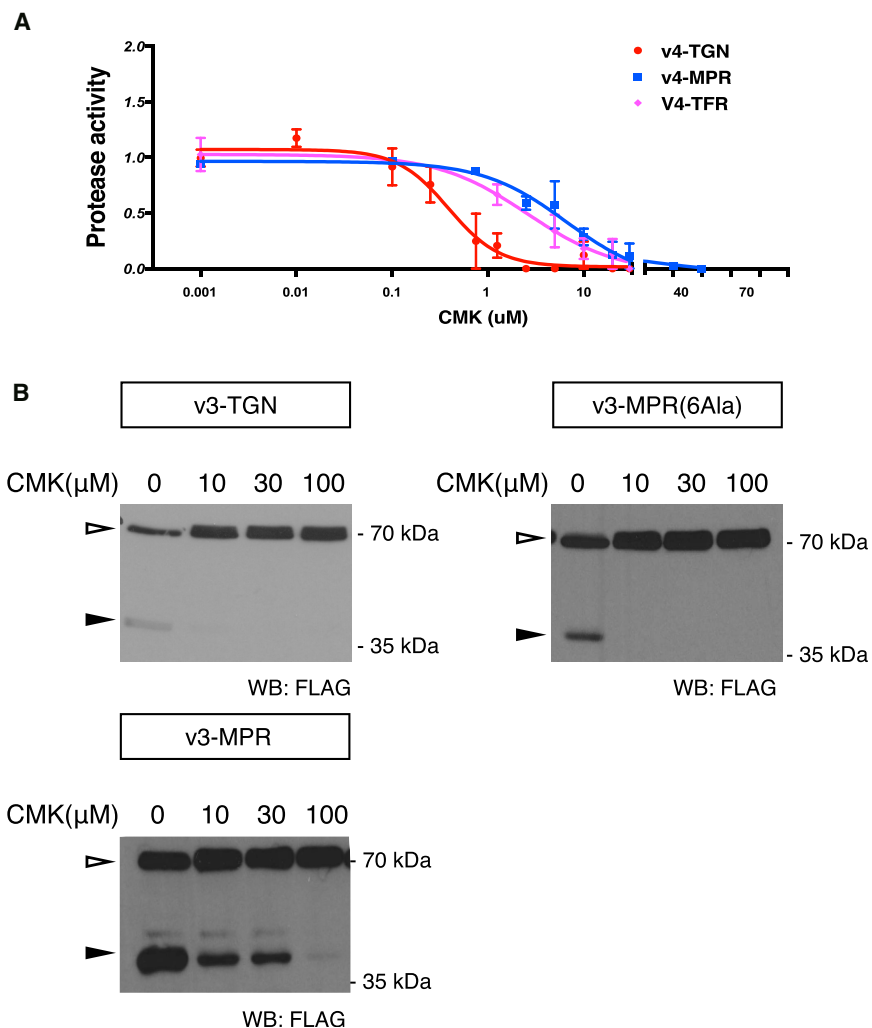 A
2.0
1.5
1.0
0.5
0.0
Protease activity
v4-TGN
v4-MPR
V4-TFR
0.001 0.01 0.1 1 10 40 70
CMK (uM)
B
v3-TGN
CMK(µM) 0 10 30 100
- 70 kDa
- 35 kDa
WB: FLAG
v3-MPR(6Ala)
CMK(µM) 0 10 30 100
- 70 kDa
- 35 kDa
WB: FLAG
v3-MPR
CMK(µM) 0 10 30 100
- 70 kDa
- 35 kDa
WB: FLAG